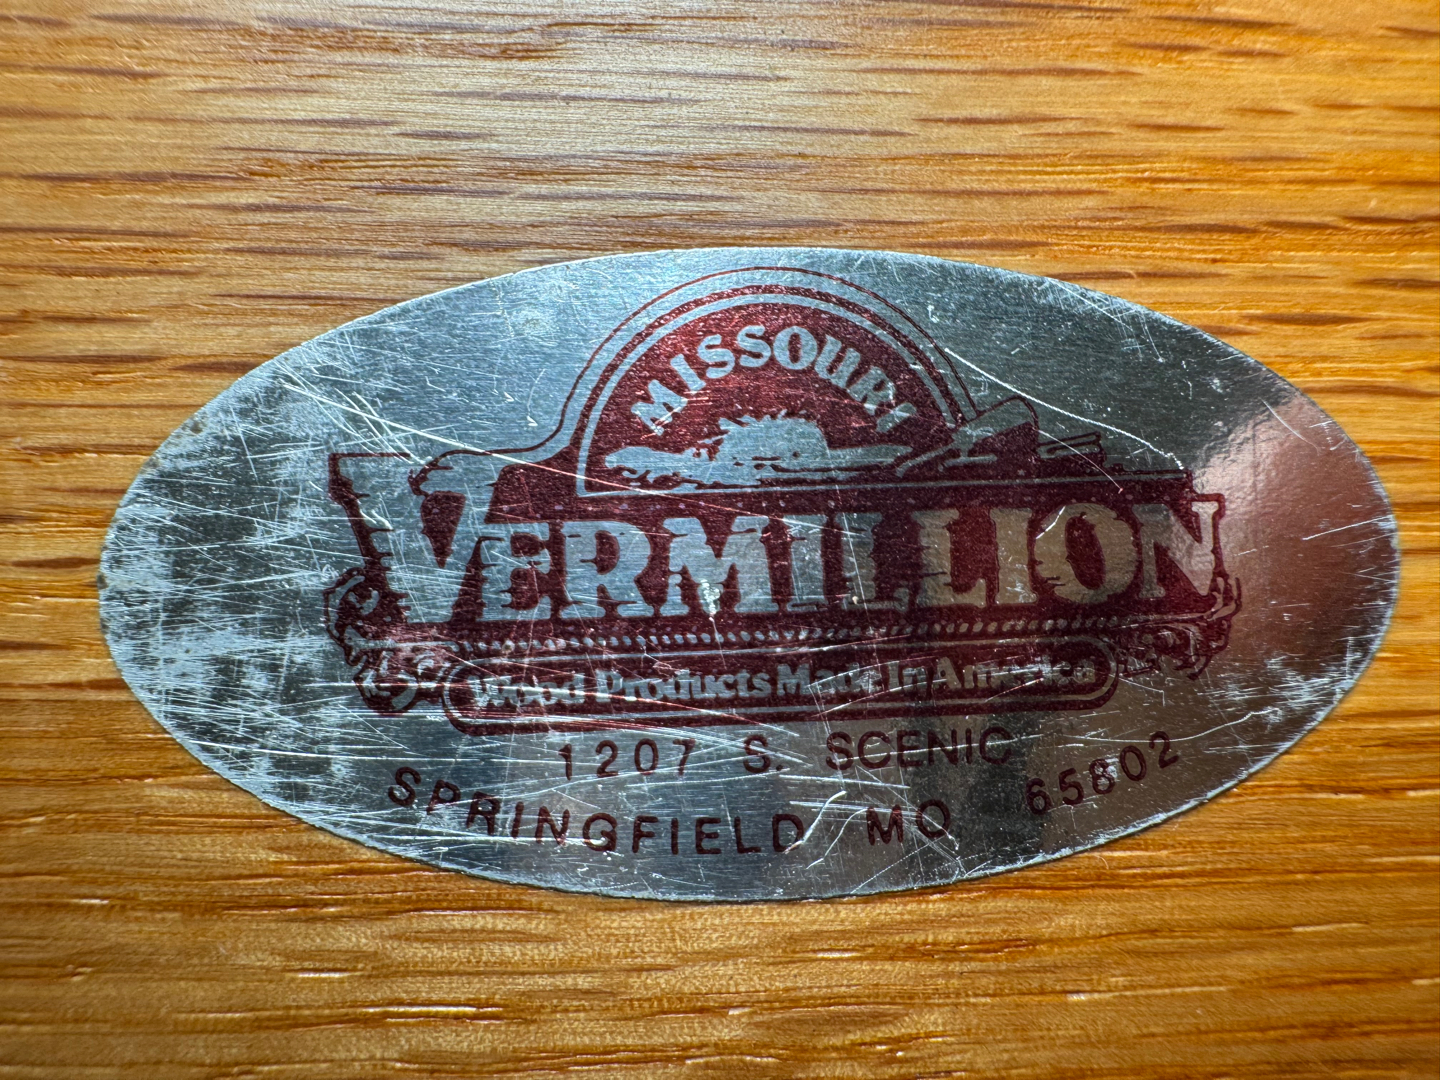 MISSOURI
VERMILLION
Wood Products Made In America
1207 S. SCENIC
SPRINGFIELD MO 65802